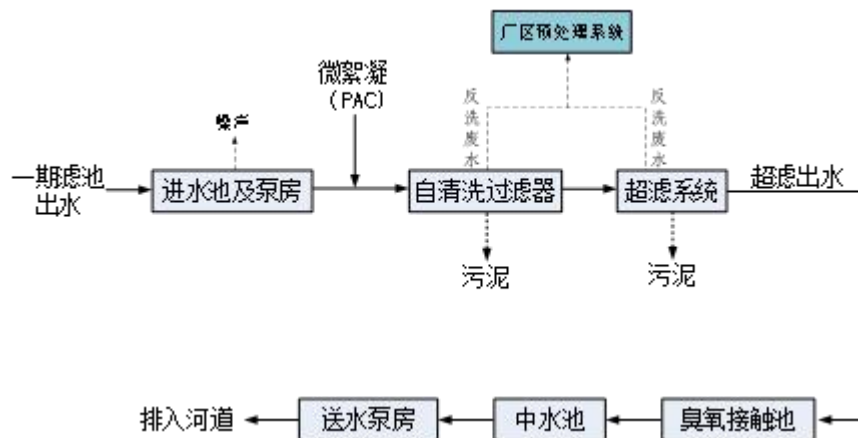 厂区预处理系统
微絮凝
(PAC)
噪声
反洗废水
反洗废水
一期滤池
出水
进水池及泵房
自清洗过滤器
超滤系统
超滤出水
污泥
污泥
排入河道
送水泵房
中水池
臭氧接触池